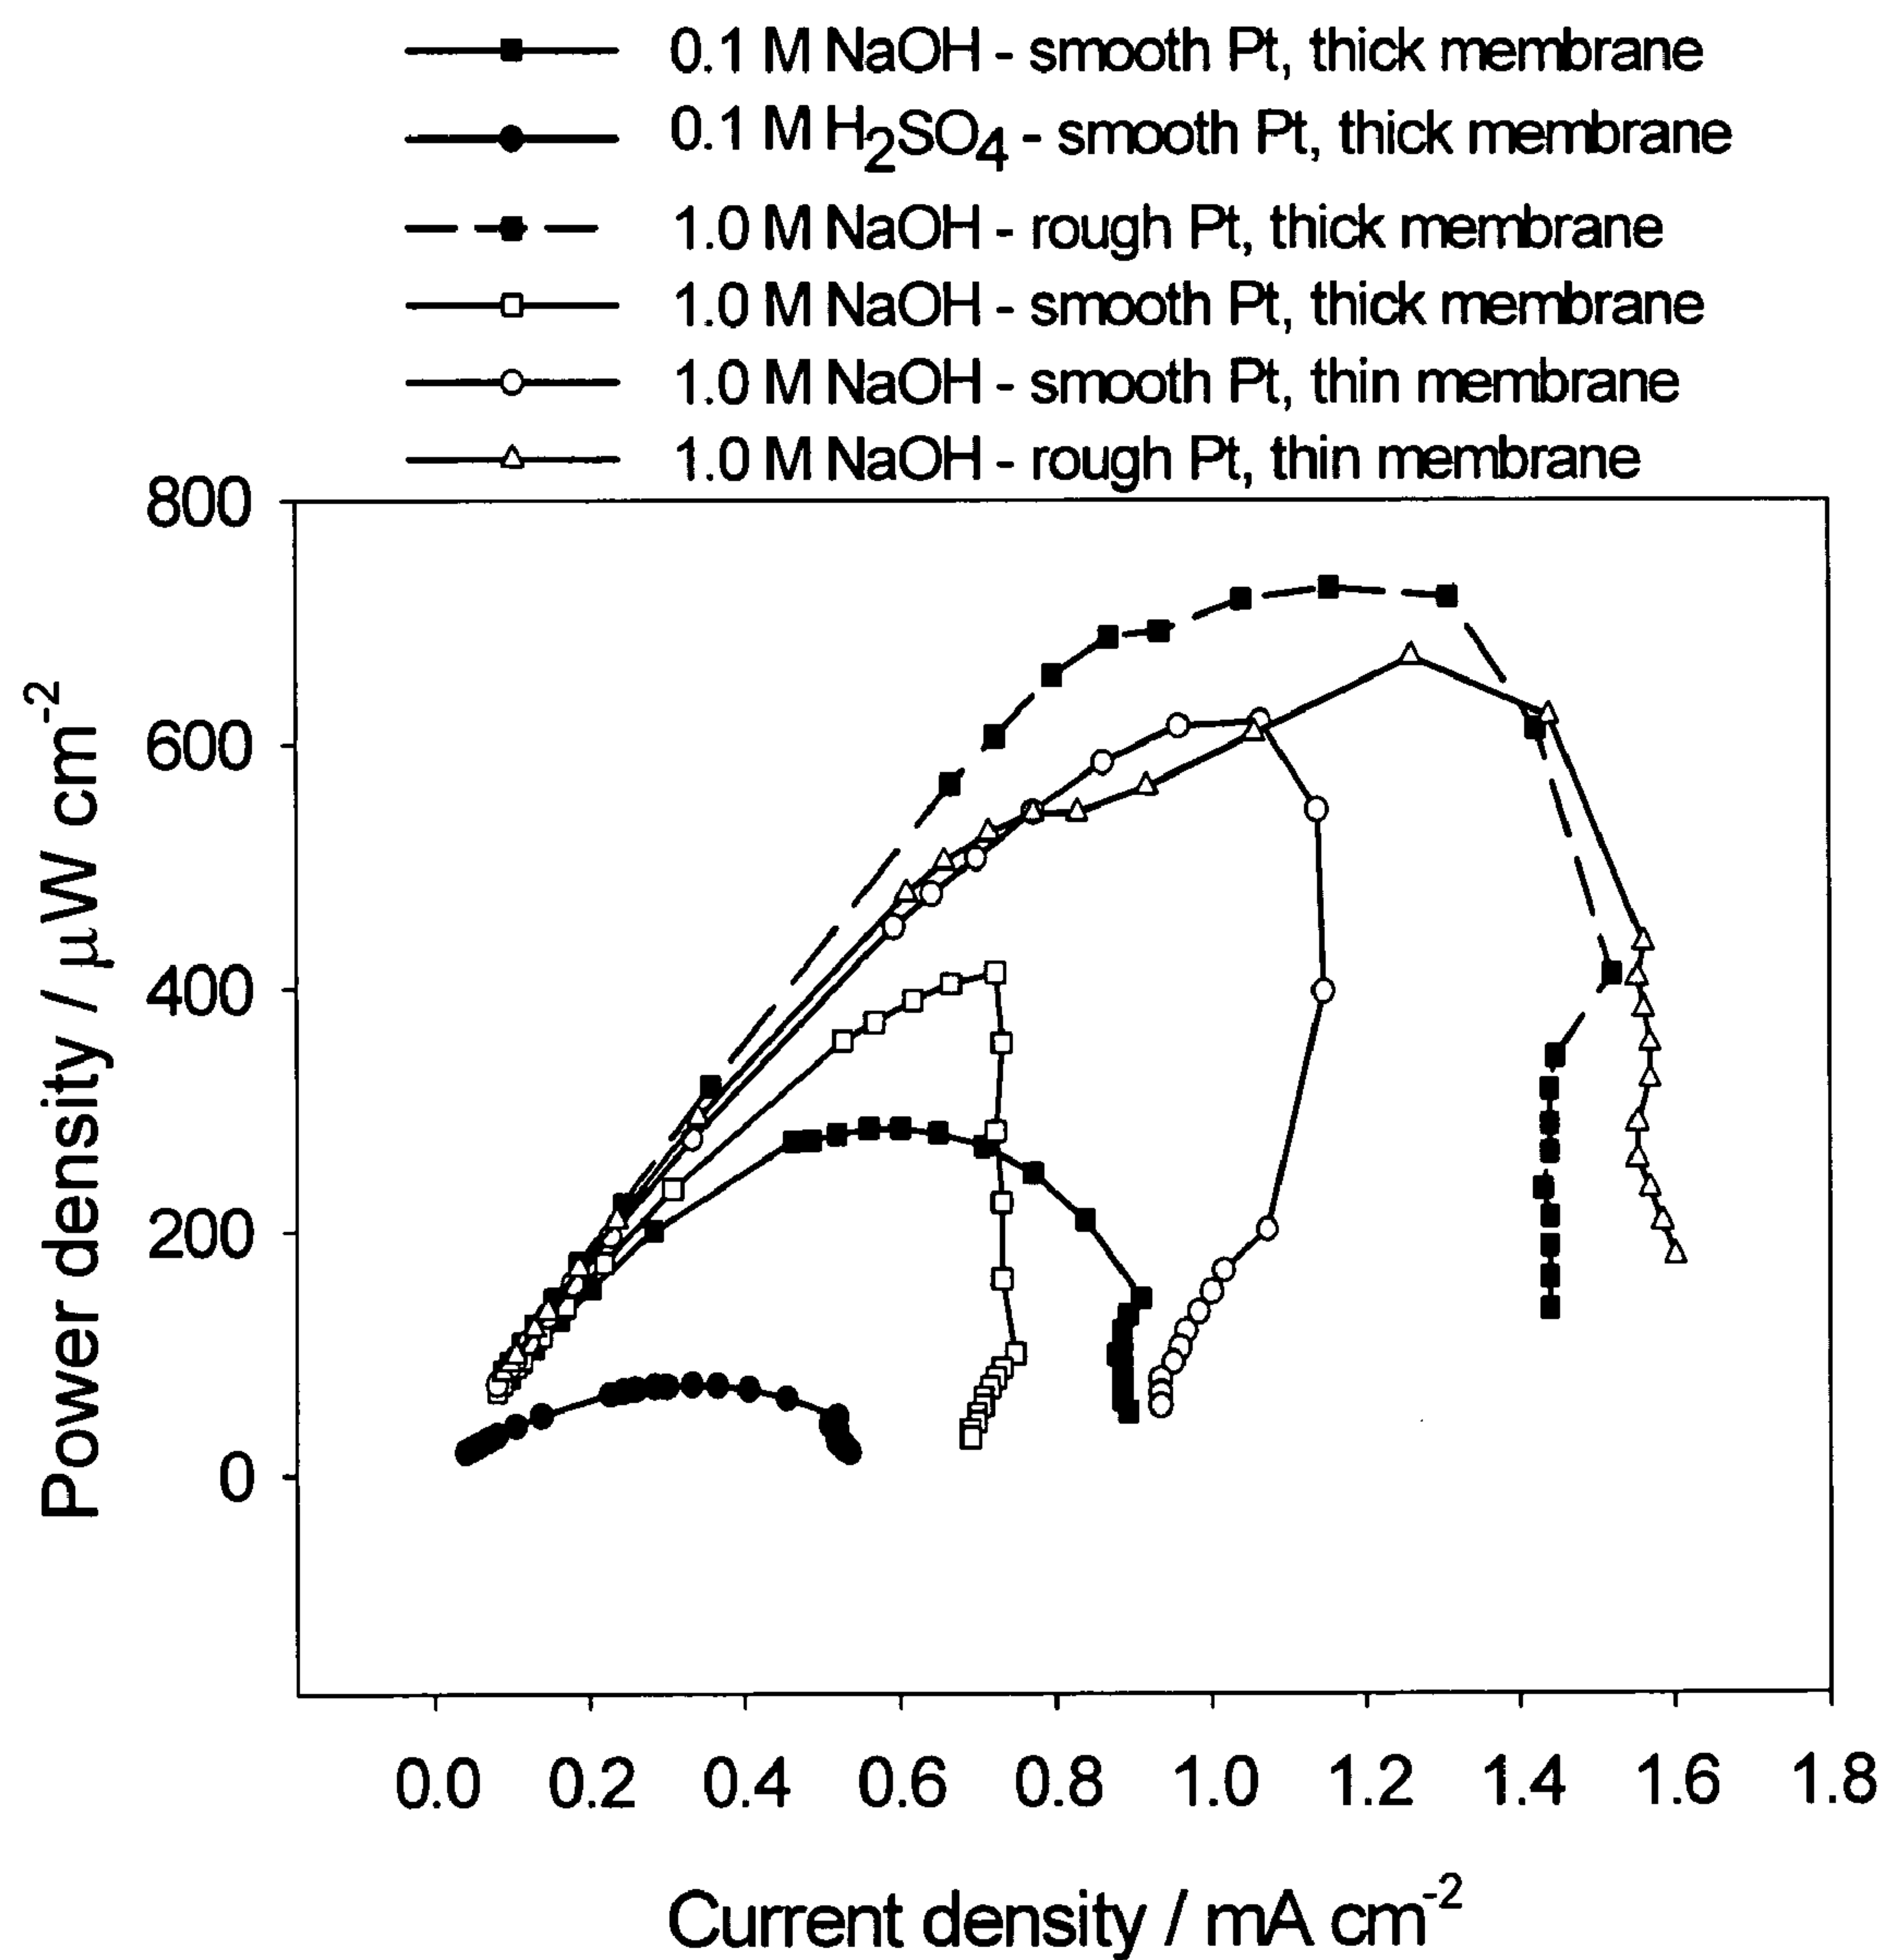 0.1 M NaOH - smooth Pt, thick membrane
0.1 M H₂SO₄ - smooth Pt, thick membrane
1.0 M NaOH - rough Pt, thick membrane
1.0 M NaOH - smooth Pt, thick membrane
1.0 M NaOH - smooth Pt, thin membrane
1.0 M NaOH - rough Pt, thin membrane
800
600
400
200
0
Power density / μW cm⁻²
0.0 0.2 0.4 0.6 0.8 1.0 1.2 1.4 1.6 1.8
Current density / mA cm⁻²